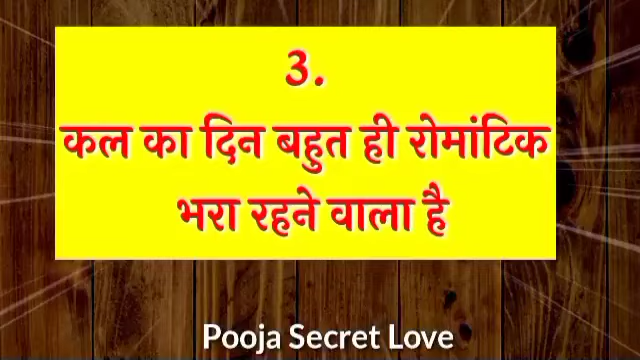 3.
कल का दिन बहुत ही रोमांटिक
भरा रहने वाला है
Pooja Secret Love